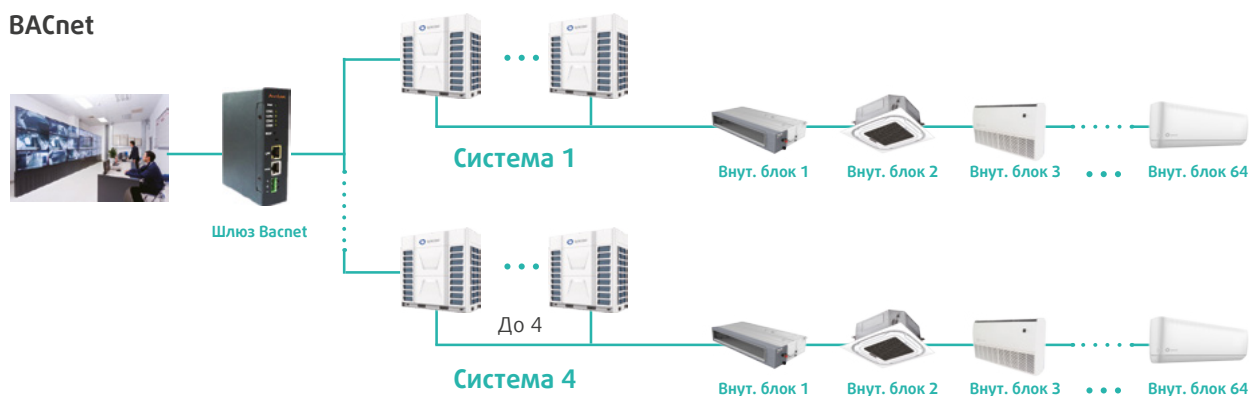 BACnet
Система 1
Внут. блок 1
Внут. блок 2
Внут. блок 3
Внут. блок 64
Шлюз Bacnet
До 4
Система 4
Внут. блок 1
Внут. блок 2
Внут. блок 3
Внут. блок 64